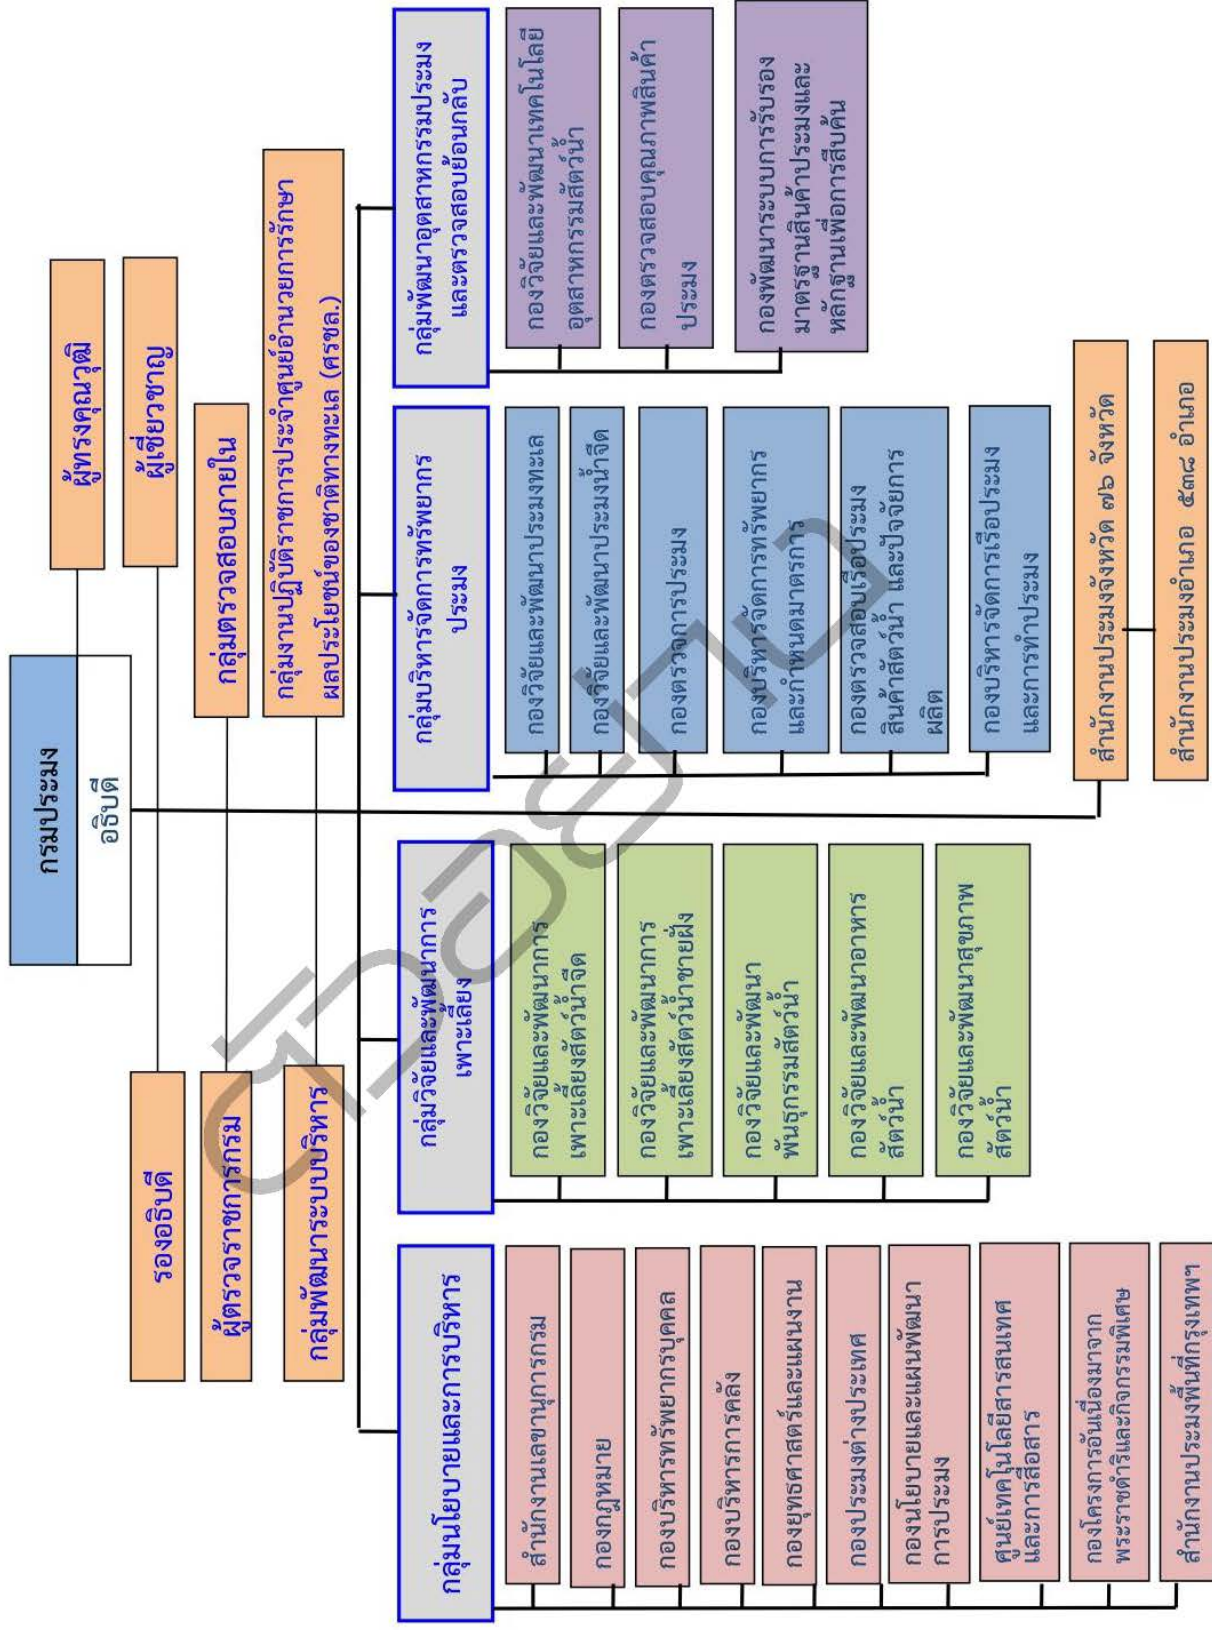 กรมประมง
อธิบดี
ผู้ทรงคุณวุฒิ
รองอธิบดี
ผู้เชี่ยวชาญ
ผู้ตรวจราชการกรม
กลุ่มตรวจสอบภายใน
กลุ่มพัฒนาระบบบริหาร
กลุ่มงานปฏิบัติราชการประจำศูนย์อำนวยการรักษา
ผลประโยชน์ของชาติทางทะเล (ศรชล.)
กลุ่มนโยบายและการบริหาร
สำนักงานเลขานุการกรม
กองกฎหมาย
กองบริหารทรัพยากรบุคคล
กองบริหารการคลัง
กองยุทธศาสตร์และแผนงาน
กองประมงต่างประเทศ
กองนโยบายและแผนพัฒนา
การประมง
ศูนย์เทคโนโลยีสารสนเทศ
และการสื่อสาร
กองโครงการอันเนื่องมาจาก
พระราชดำริและกิจกรรมพิเศษ
สำนักงานประมงพื้นที่กรุงเทพฯ
กลุ่มวิจัยและพัฒนาการ
เพาะเลี้ยง
กองวิจัยและพัฒนาการ
เพาะเลี้ยงสัตว์น้ำจืด
กองวิจัยและพัฒนาการ
เพาะเลี้ยงสัตว์น้ำชายฝั่ง
กองวิจัยและพัฒนา
พันธุกรรมสัตว์น้ำ
กองวิจัยและพัฒนาอาหาร
สัตว์น้ำ
กองวิจัยและพัฒนาสุขภาพ
สัตว์น้ำ
กลุ่มบริหารจัดการทรัพยากร
ประมง
กองวิจัยและพัฒนาประมงทะเล
กองวิจัยและพัฒนาประมงน้ำจืด
กองตรวจการประมง
กองบริหารจัดการทรัพยากร
และกำหนดมาตรการ
กองตรวจสอบเรือประมง
สินค้าสัตว์น้ำ และปัจจัยการ
ผลิต
กองบริหารจัดการเรือประมง
และการทำประมง
กลุ่มพัฒนาอุตสาหกรรมประมง
และตรวจสอบย้อนกลับ
กองวิจัยและพัฒนาเทคโนโลยี
อุตสาหกรรมสัตว์น้ำ
กองตรวจสอบคุณภาพสินค้า
ประมง
กองพัฒนาระบบการรับรอง
มาตรฐานสินค้าประมงและ
หลักฐานเพื่อการสืบค้น
สำนักงานประมงจังหวัด ๗๖ จังหวัด
สำนักงานประมงอำเภอ ๕๓๘ อำเภอ
ตัวอย่าง